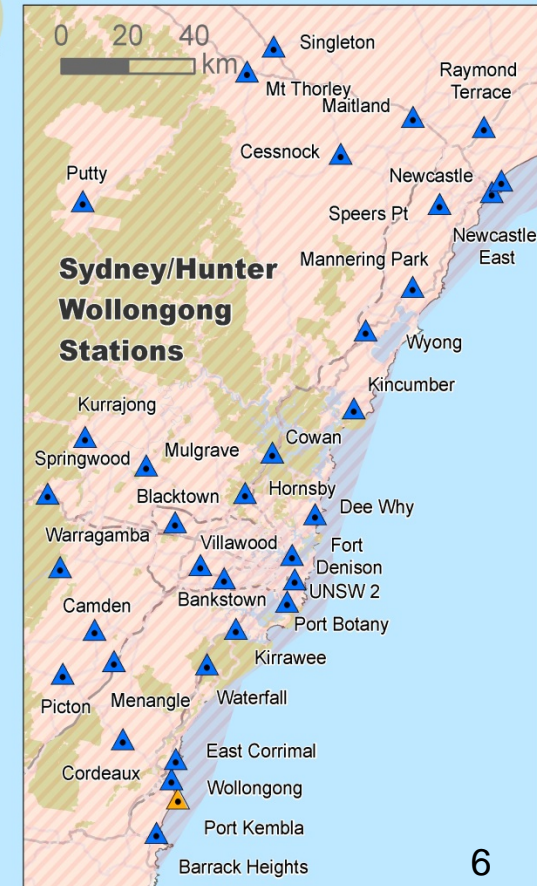 0 20 40
km
Singleton
Mt Thorley
Raymond
Terrace
Maitland
Cessnock
Putty
Newcastle
Speers Pt
Newcastle
East
Mannering Park
Sydney/Hunter
Wollongong
Stations
Wyong
Kincumber
Kurrajong
Cowan
Springwood
Mulgrave
Blacktown
Hornsby
Dee Why
Warragamba
Villawood
Fort
Denison
UNSW 2
Bankstown
Camden
Port Botany
Kirrawee
Picton
Menangle
Waterfall
East Corrimal
Cordeaux
Wollongong
Port Kembla
Barrack Heights
6